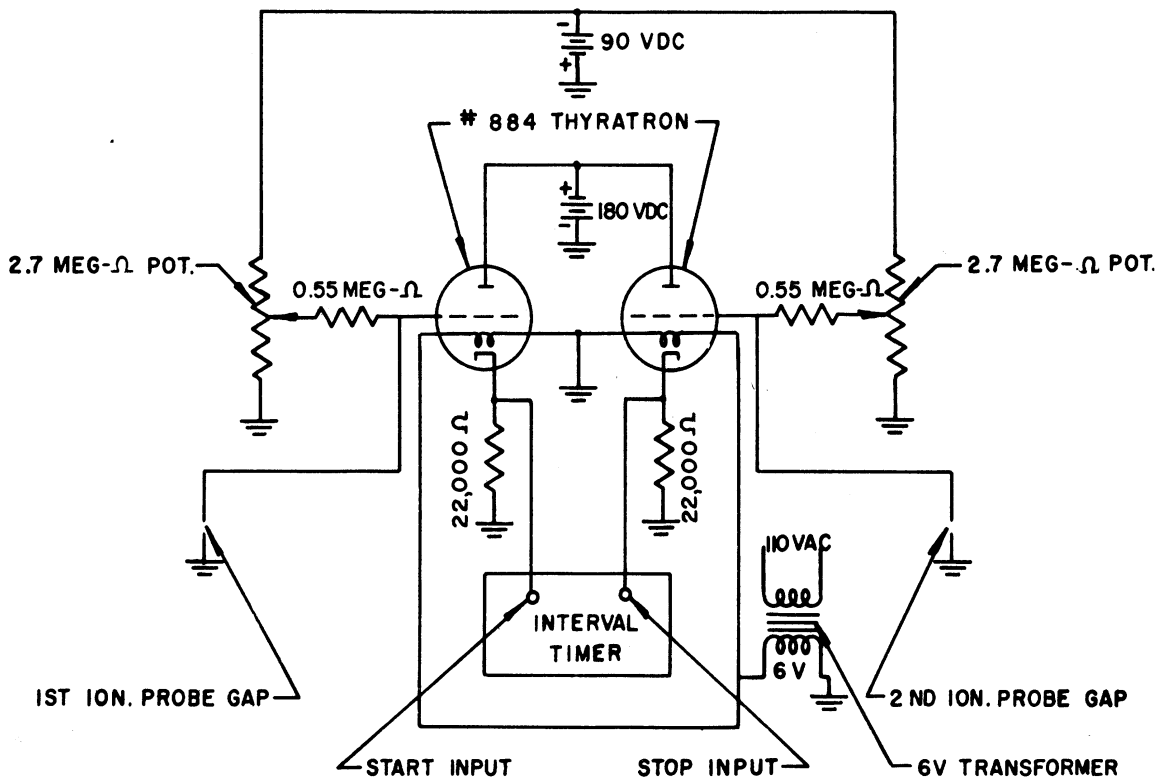 -
90 VDC
+
# 884 THYRATRON
+
180 VDC
-
2.7 MEG-Ω POT.
2.7 MEG-Ω POT.
0.55 MEG-Ω
0.55 MEG-Ω
22,000 Ω
22,000 Ω
110 VAC
INTERVAL
TIMER
6 V
1ST ION. PROBE GAP
2 ND ION. PROBE GAP
START INPUT
STOP INPUT
6V TRANSFORMER